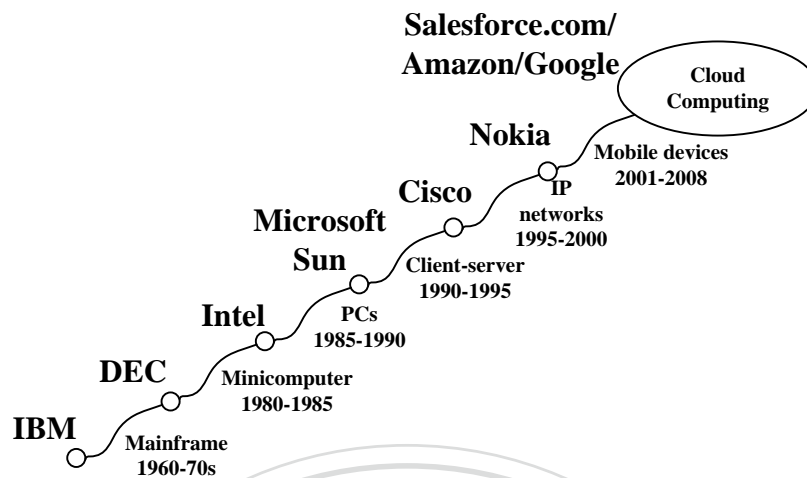 Salesforce.com/
Amazon/Google
Cloud
Computing
Nokia
Mobile devices
2001-2008
Cisco
IP
networks
1995-2000
Microsoft
Sun
Client-server
1990-1995
Intel
PCs
1985-1990
DEC
Minicomputer
1980-1985
IBM
Mainframe
1960-70s